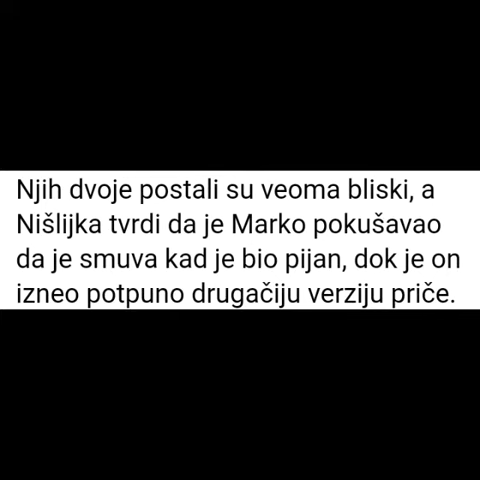 Njih dvoje postali su veoma bliski, a
Nišlijka tvrdi da je Marko pokušavao
da je smuva kad je bio pijan, dok je on
izneo potpuno drugačiju verziju priče.